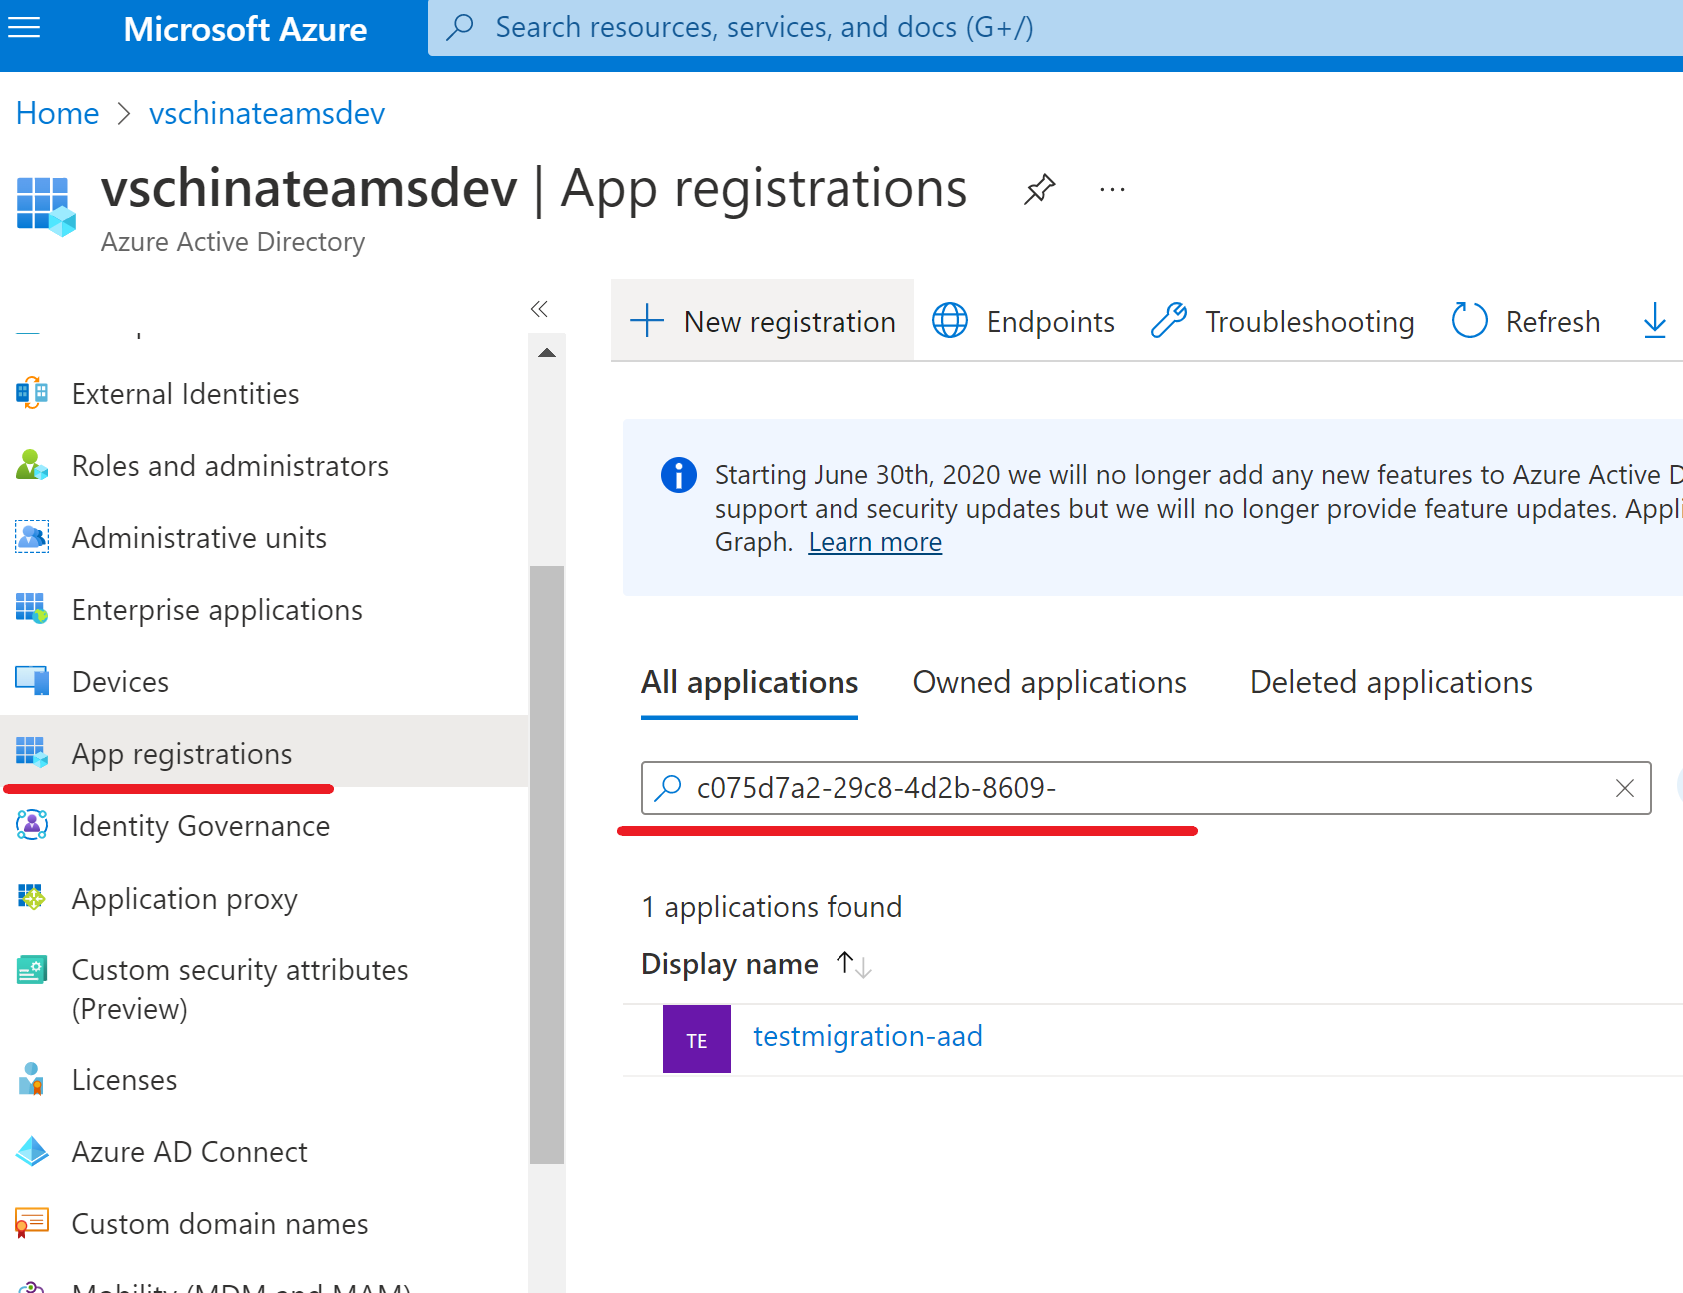 Microsoft Azure
Search resources, services, and docs (G+/)
Home > vschinateamsdev
vschinateamsdev | App registrations
Azure Active Directory
External Identities
Roles and administrators
Administrative units
Enterprise applications
Devices
App registrations
Identity Governance
Application proxy
Custom security attributes
(Preview)
Licenses
Azure AD Connect
Custom domain names
Mobility (MDM and MAM)
New registration
Endpoints
Troubleshooting
Refresh
Starting June 30th, 2020 we will no longer add any new features to Azure Active D
support and security updates but we will no longer provide feature updates. Appli
Graph. Learn more
All applications
Owned applications
Deleted applications
c075d7a2-29c8-4d2b-8609-
1 applications found
Display name
TE
testmigration-aad